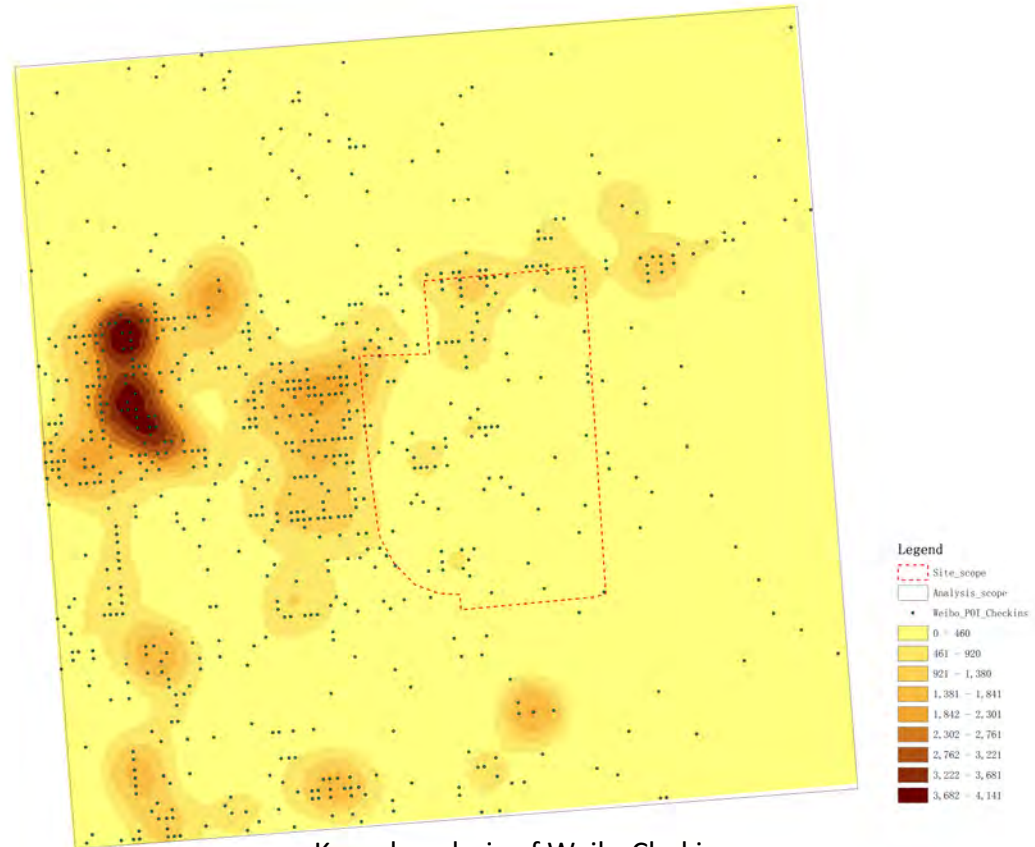 Legend
Site_scope
Analysis_scope
Weibo_POI_Checkins
0 - 460
461 - 920
921 - 1,380
1,381 - 1,841
1,842 - 2,301
2,302 - 2,761
2,762 - 3,221
3,222 - 3,681
3,682 - 4,141